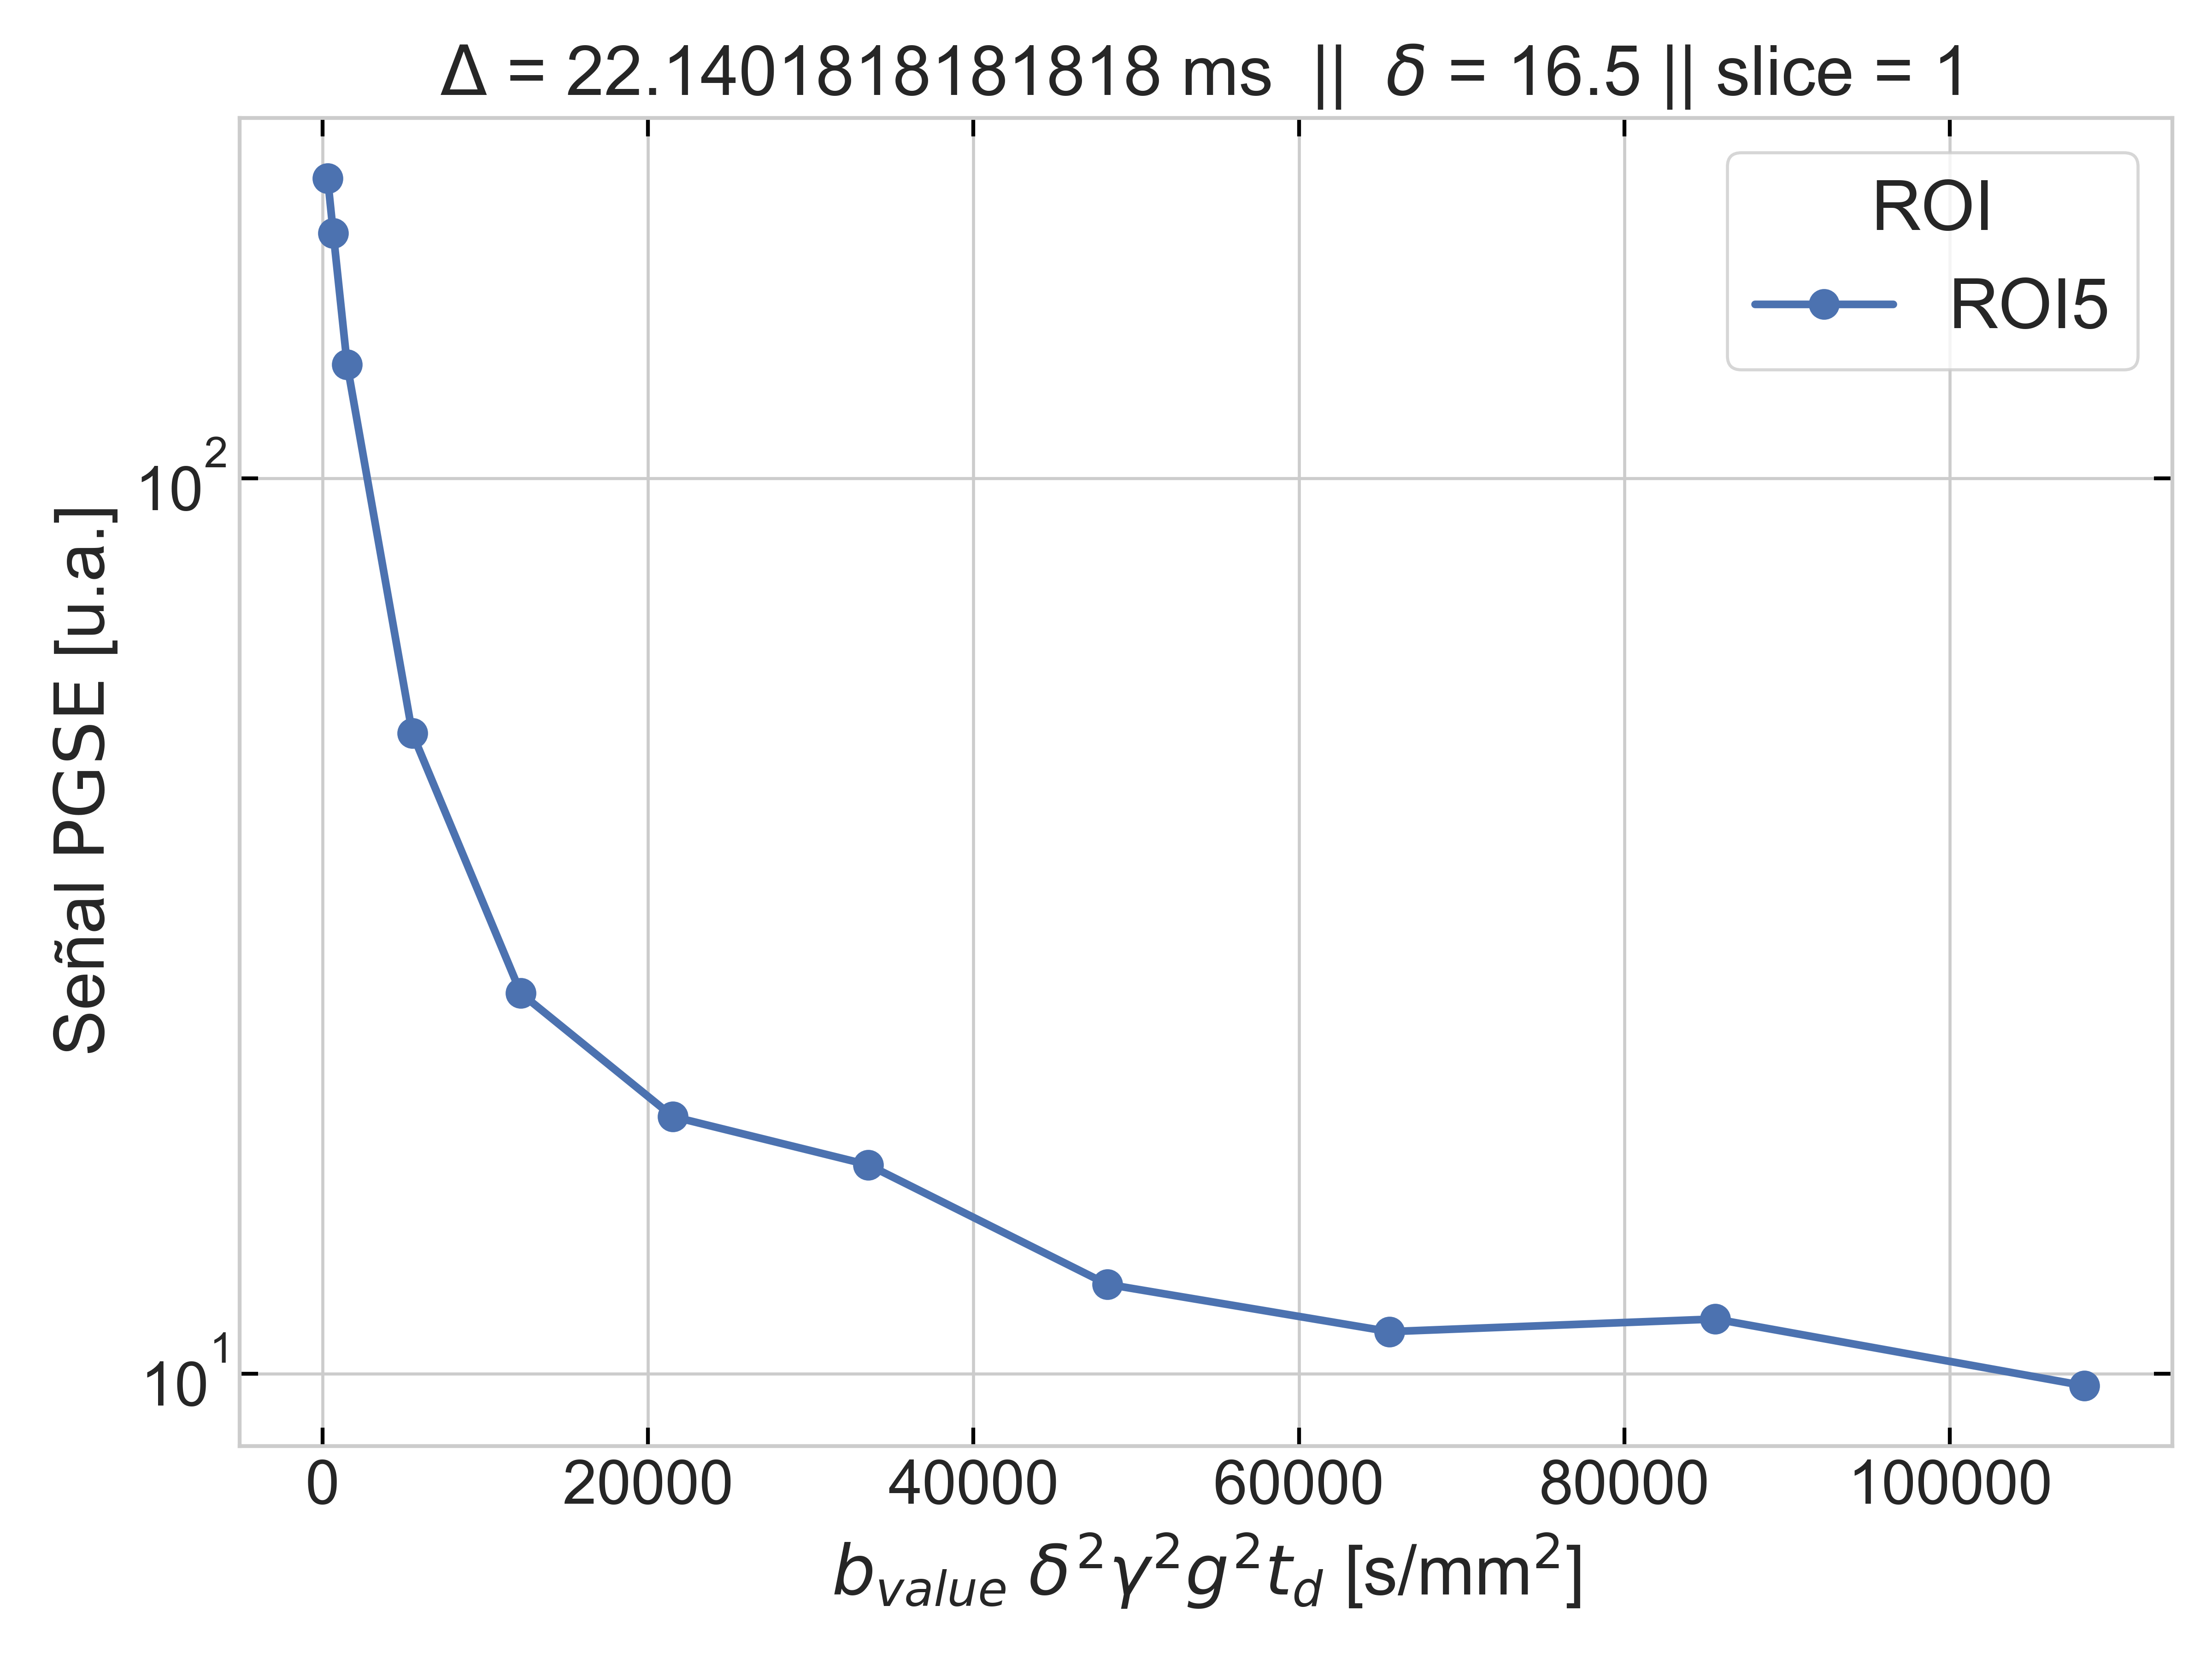 Δ = 22.140181818181818 ms || δ = 16.5 || slice = 1
ROI
ROI5
Señal PGSE [u.a.]
10²
10¹
0 20000 40000 60000 80000 100000
b_value δ²γ²g²t_d [s/mm²]